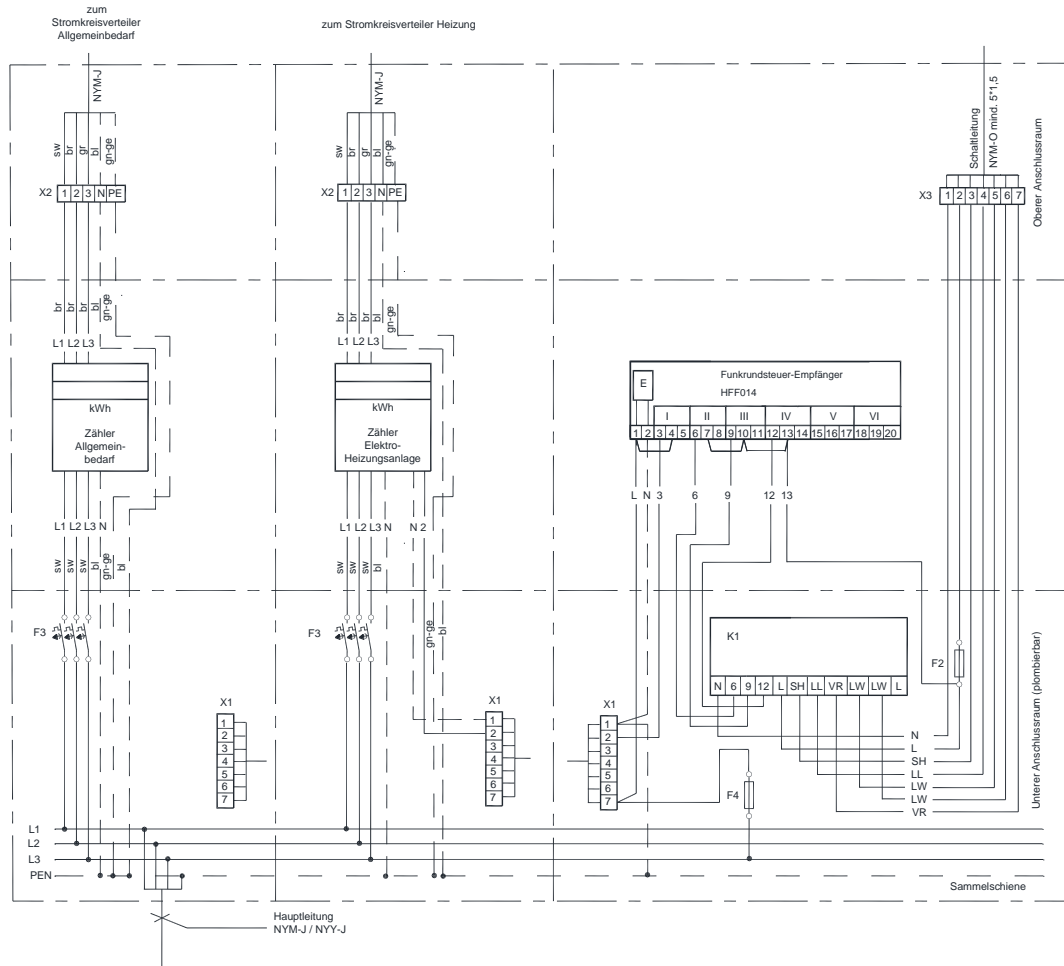 zum
Stromkreisverteiler
Allgemeinbedarf
zum Stromkreisverteiler Heizung
NYM-J
NYM-J
Schaltleitung
NYM-O mind. 5*1,5
sw br gr bl gn-ge
sw br gr bl gn-ge
X2 1 2 3 N PE
X2 1 2 3 N PE
X3 1 2 3 4 5 6 7
Oberer Anschlussraum
br br br bl gn-ge
br br br bl gn-ge
L1 L2 L3
L1 L2 L3
kWh
Zähler
Allgemein-
bedarf
kWh
Zähler
Elektro-
Heizungsanlage
E
Funkrundsteuer-Empfänger
HFF014
I II III IV V VI
1 2 3 4 5 6 7 8 9 10 11 12 13 14 15 16 17 18 19 20
L N 3 6 9 12 13
L1 L2 L3 N
L1 L2 L3 N N 2
sw sw sw bl gn-ge bl
sw sw sw bl
gn-ge bl
F3
F3
K1
N 6 9 12 L SH LL VR LW LW L
F2
X1
1
2
3
4
5
6
7
X1
1
2
3
4
5
6
7
X1
1
2
3
4
5
6
7
F4
N
L
SH
LL
LW
LW
VR
Unterer Anschlussraum (plombierbar)
L1
L2
L3
PEN
Sammelschiene
Hauptleitung
NYM-J / NYY-J